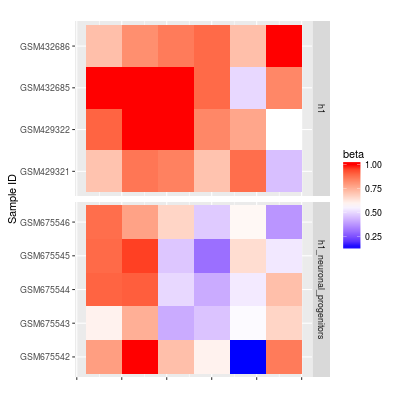 Sample ID
GSM432686
GSM432685
GSM429322
GSM429321
h1
GSM675546
GSM675545
GSM675544
GSM675543
GSM675542
h1_neuronal_progenitors
beta
1.00
0.75
0.50
0.25